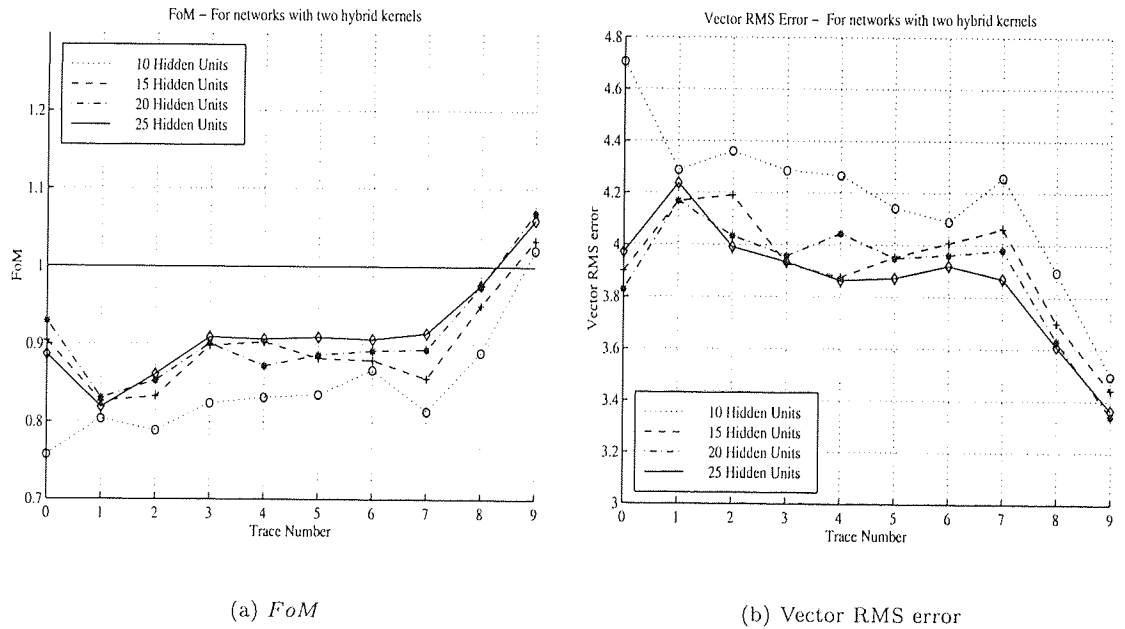 FoM – For networks with two hybrid kernels
10 Hidden Units
15 Hidden Units
20 Hidden Units
25 Hidden Units
1.2
1.1
1
0.9
0.8
0.7
FoM
0 1 2 3 4 5 6 7 8 9
Trace Number
(a) FoM
Vector RMS Error – For networks with two hybrid kernels
4.8
4.6
4.4
4.2
4
3.8
3.6
3.4
3.2
3
Vector RMS error
10 Hidden Units
15 Hidden Units
20 Hidden Units
25 Hidden Units
0 1 2 3 4 5 6 7 8 9
Trace Number
(b) Vector RMS error